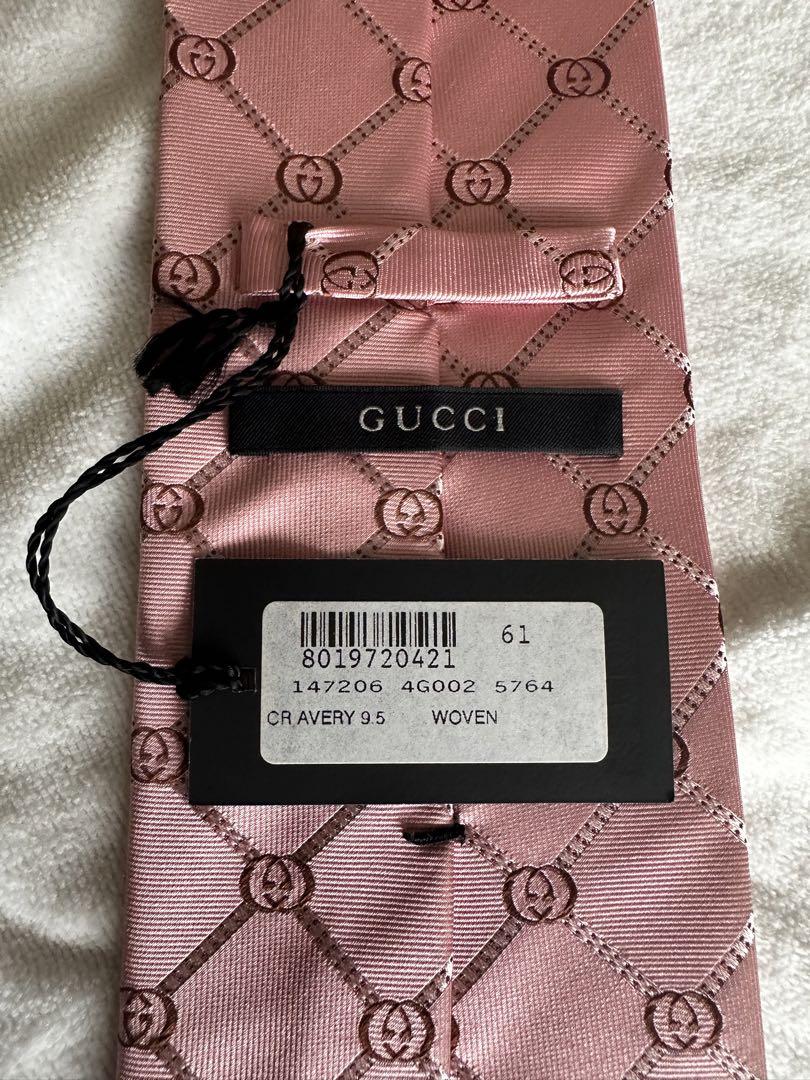 GUCCI
61
8019720421
147206 4G002 5764
CR AVERY 9.5 WOVEN